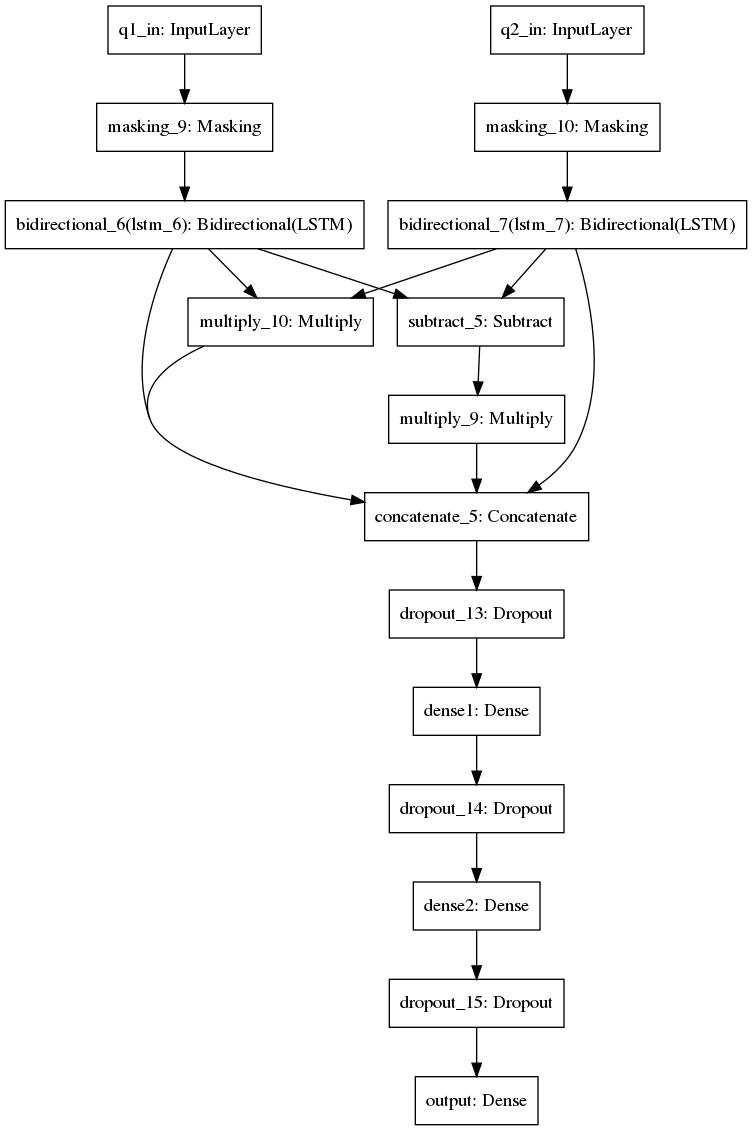 q1_in: InputLayer
q2_in: InputLayer
masking_9: Masking
masking_10: Masking
bidirectional_6(lstm_6): Bidirectional(LSTM)
bidirectional_7(lstm_7): Bidirectional(LSTM)
multiply_10: Multiply
subtract_5: Subtract
multiply_9: Multiply
concatenate_5: Concatenate
dropout_13: Dropout
dense1: Dense
dropout_14: Dropout
dense2: Dense
dropout_15: Dropout
output: Dense